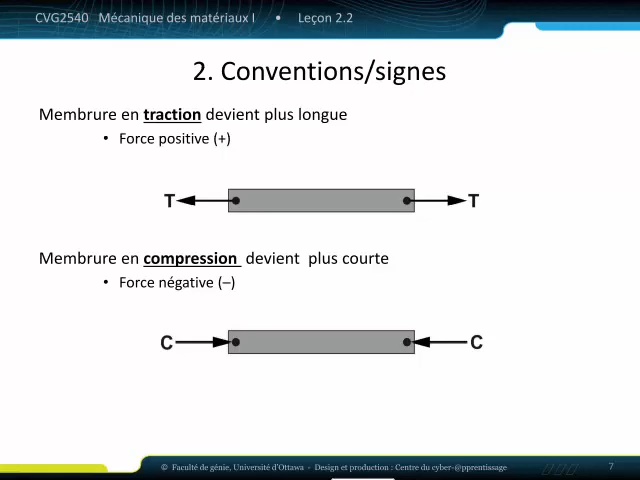 CVG2540 Mécanique des matériaux I • Leçon 2.2
2. Conventions/signes
Membrure en traction devient plus longue
• Force positive (+)
T T
Membrure en compression devient plus courte
• Force négative (–)
C C
© Faculté de génie, Université d'Ottawa - Design et production : Centre du cyber-@pprentissage 7